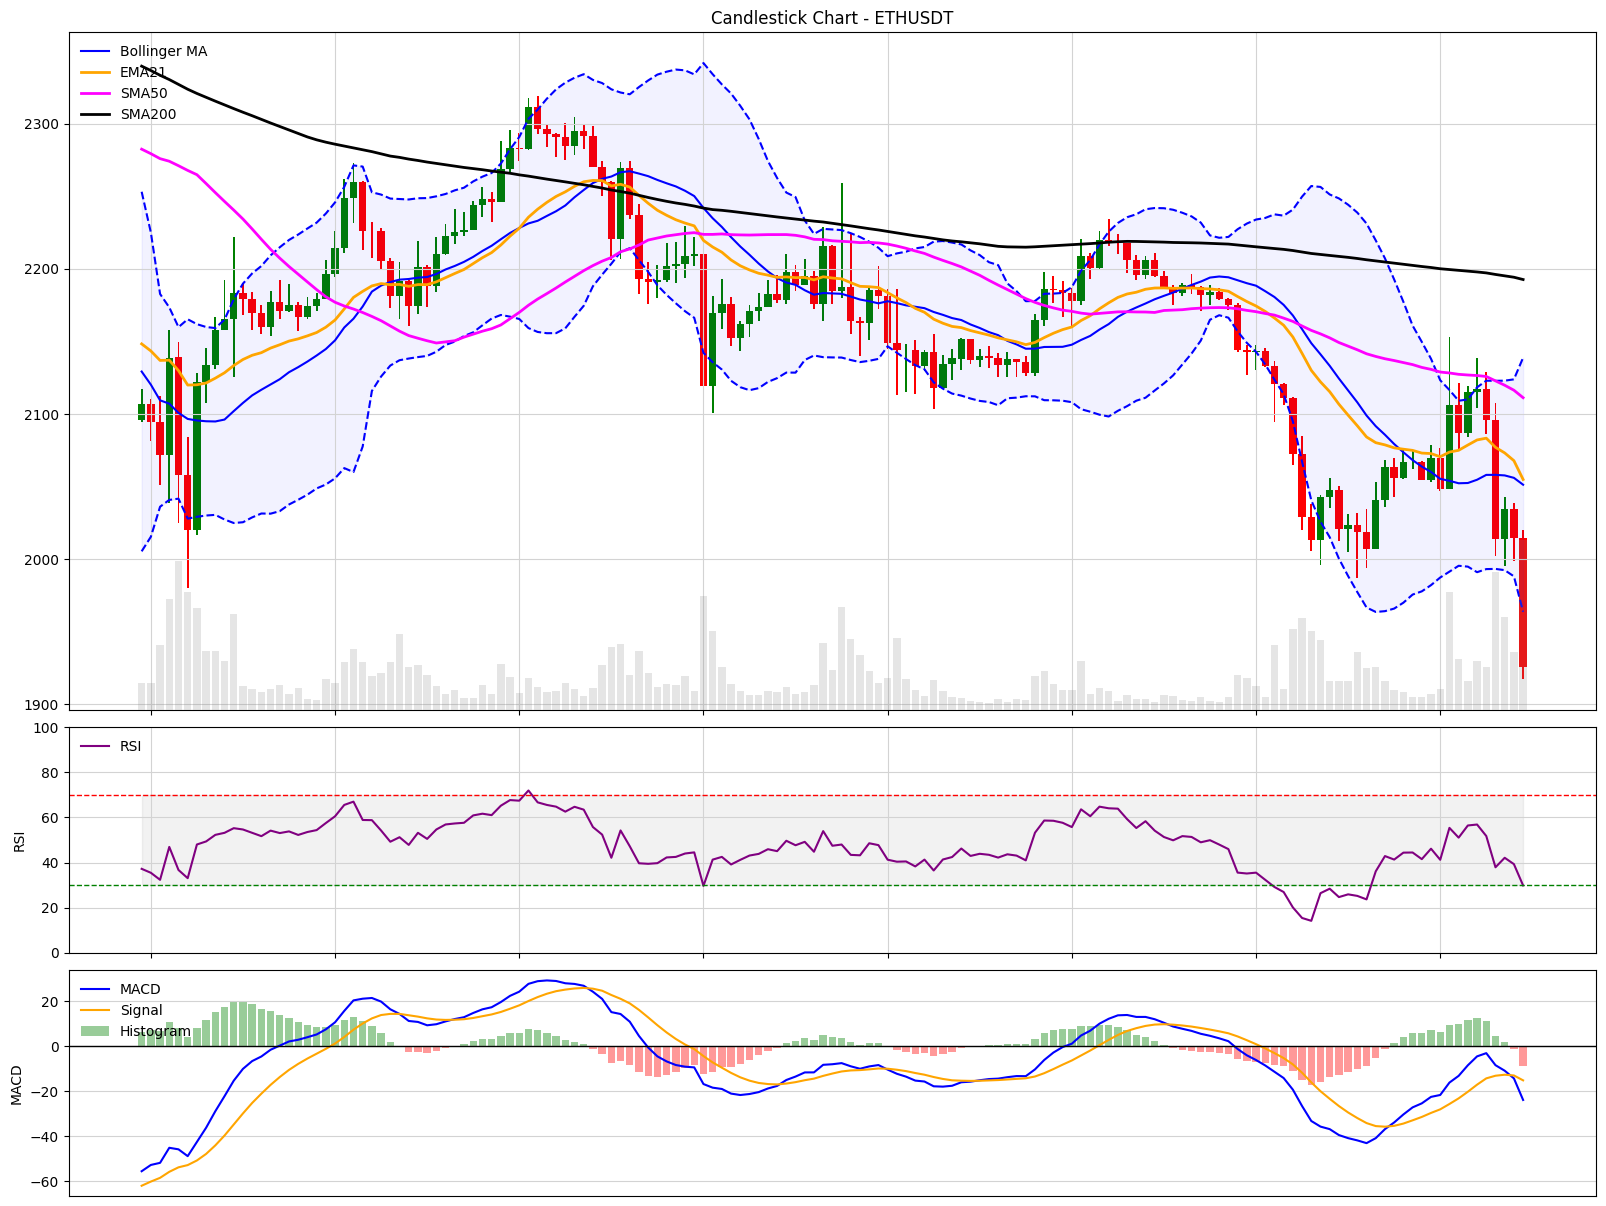 Candlestick Chart - ETHUSDT
Bollinger MA
EMA21
SMA50
SMA200
2300
2200
2100
2000
1900
100
80
60
40
20
0
RSI
RSI
20
0
−20
−40
−60
MACD
MACD
Signal
Histogram